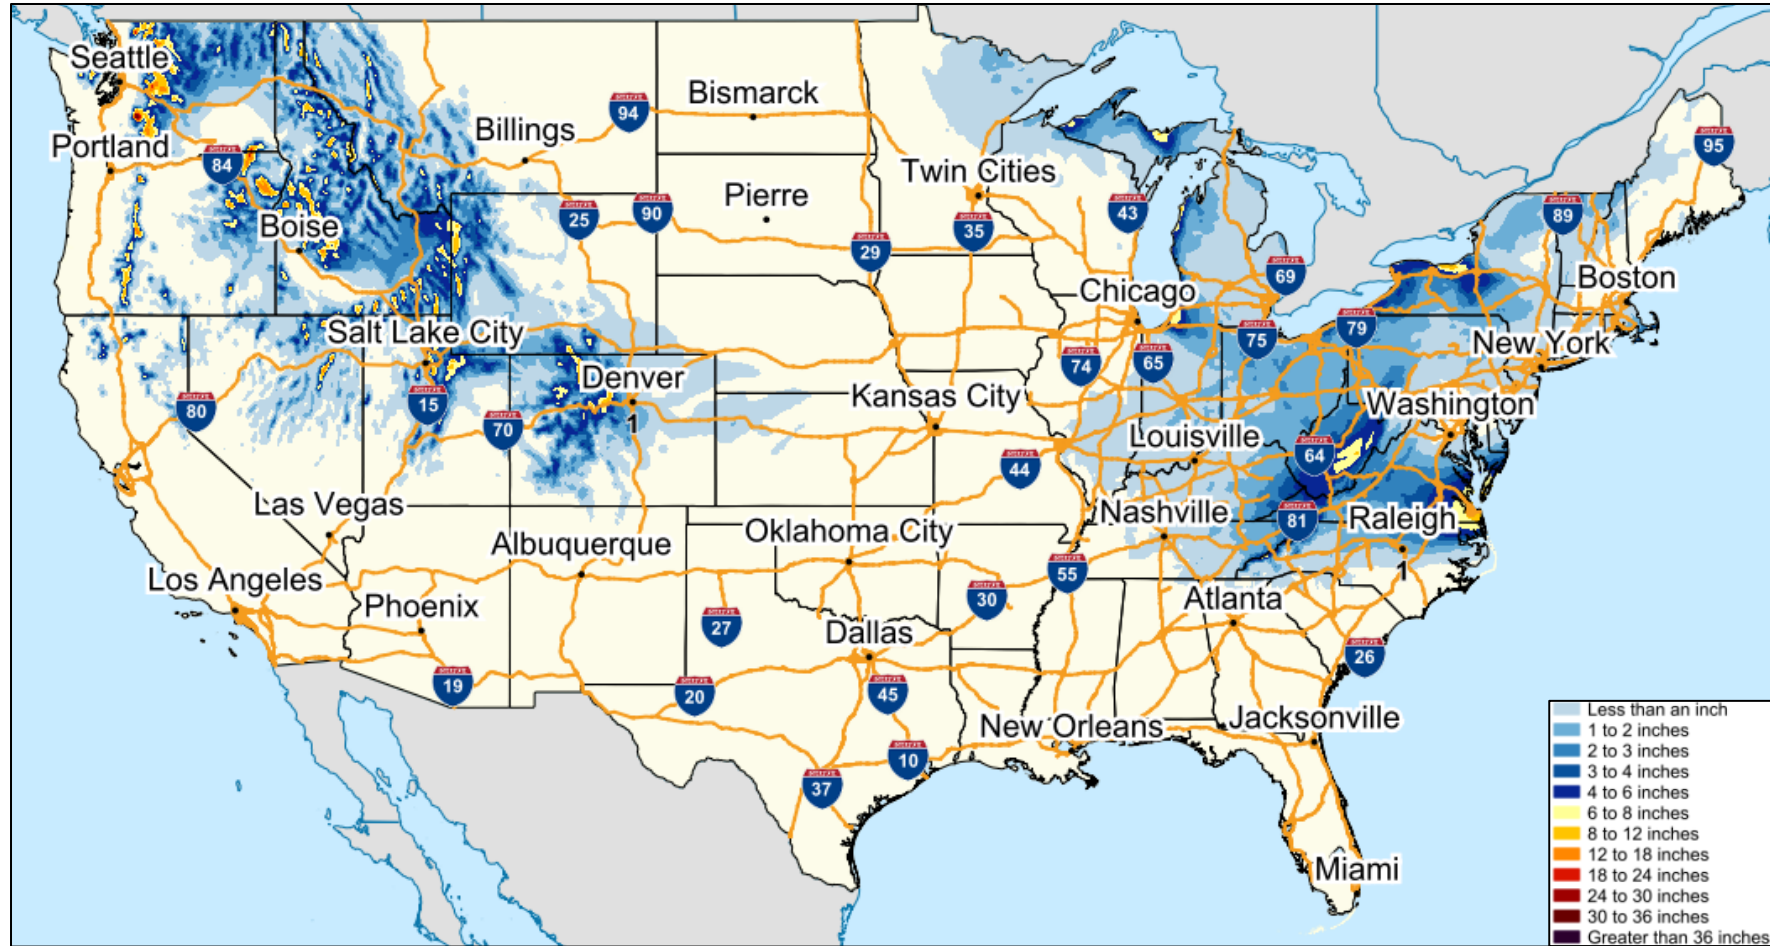 Seattle
Portland
84
Boise
Billings
94
Bismarck
25
90
Pierre
Twin Cities
35
29
43
69
89
95
Boston
Chicago
Salt Lake City
Denver
1
80
15
70
Kansas City
74
65
75
79
New York
Washington
Louisville
64
44
Las Vegas
Albuquerque
Oklahoma City
Nashville
81
Raleigh
1
Los Angeles
Phoenix
27
55
30
Atlanta
Dallas
26
19
20
45
New Orleans
Jacksonville
10
37
Miami
Less than an inch
1 to 2 inches
2 to 3 inches
3 to 4 inches
4 to 6 inches
6 to 8 inches
8 to 12 inches
12 to 18 inches
18 to 24 inches
24 to 30 inches
30 to 36 inches
Greater than 36 inches